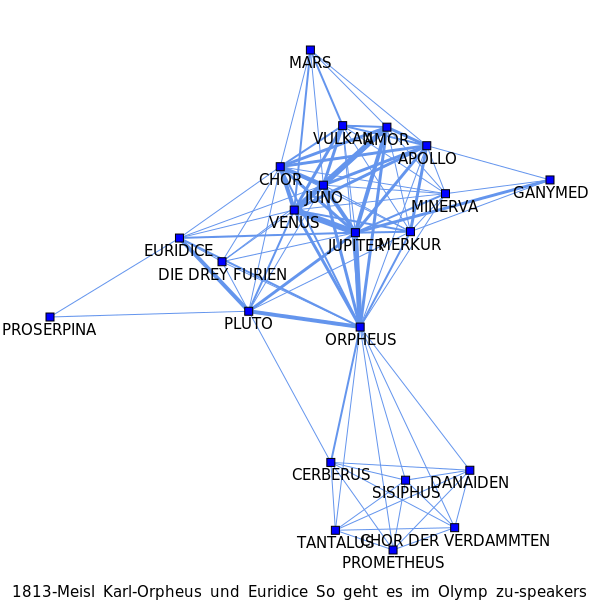 MARS
VULKAN
AMOR
APOLLO
CHOR
GANYMED
JUNO
MINERVA
VENUS
JUPITER
MERKUR
EURIDICE
DIE DREY FURIEN
PROSERPINA
PLUTO
ORPHEUS
CERBERUS
DANAIDEN
SISIPHUS
TANTALUS
CHOR DER VERDAMMTEN
PROMETHEUS
1813-Meisl Karl-Orpheus und Euridice So geht es im Olymp zu-speakers